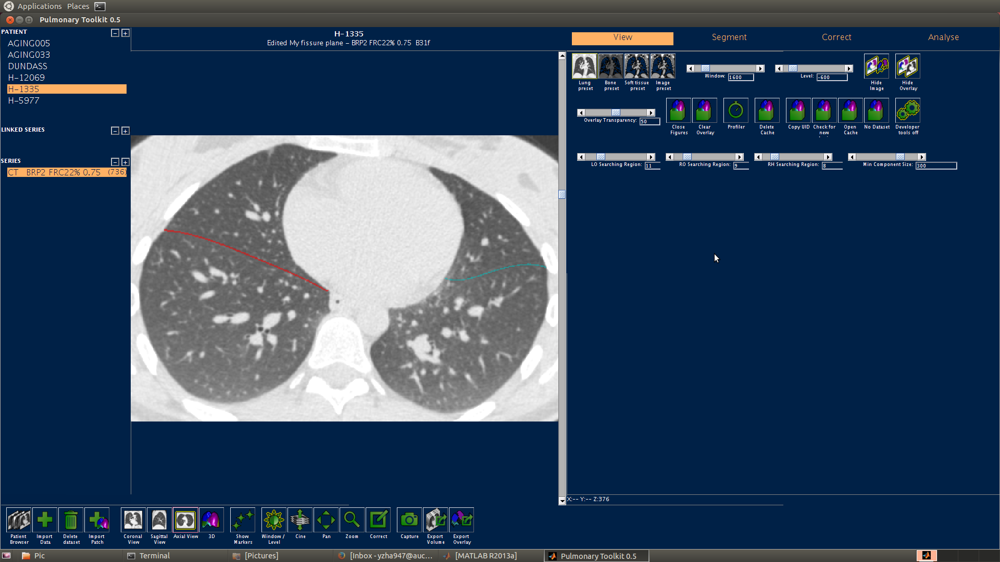 Applications Places
Pulmonary Toolkit 0.5
PATIENT
AGING005
AGING033
DUNDASS
H-12069
H-1335
H-5977
LINKED SERIES
SERIES
CT BRP2 FRC22% 0.75 (736)
H-1335
Edited My fissure plane - BRP2 FRC22% 0.75 B31f
View Segment Correct Analyse
Lung preset
Bone preset
Soft tissue preset
Image preset
Window: 1600
Level: -600
Hide Image
Hide Overlay
Overlay Transparency: 50
Close Figures
Clear Overlay
Profiler
Delete Cache
Copy UID
Check for new
Open Cache
No Dataset
Developer tools off
LO Searching Region: 11
RO Searching Region: 9
RH Searching Region: 8
Min Component Size: 300
X:-- Y:-- Z:376
Patient Browser
Import Data
Delete dataset
Import Patch
Coronal View
Sagittal View
Axial View
3D
Show Markers
Window / Level
Cine
Pan
Zoom
Correct
Capture
Export Volume
Export Overlay
Pic
Terminal
[Pictures]
[Inbox - yzha947@auc...
[MATLAB R2013a]
Pulmonary Toolkit 0.5